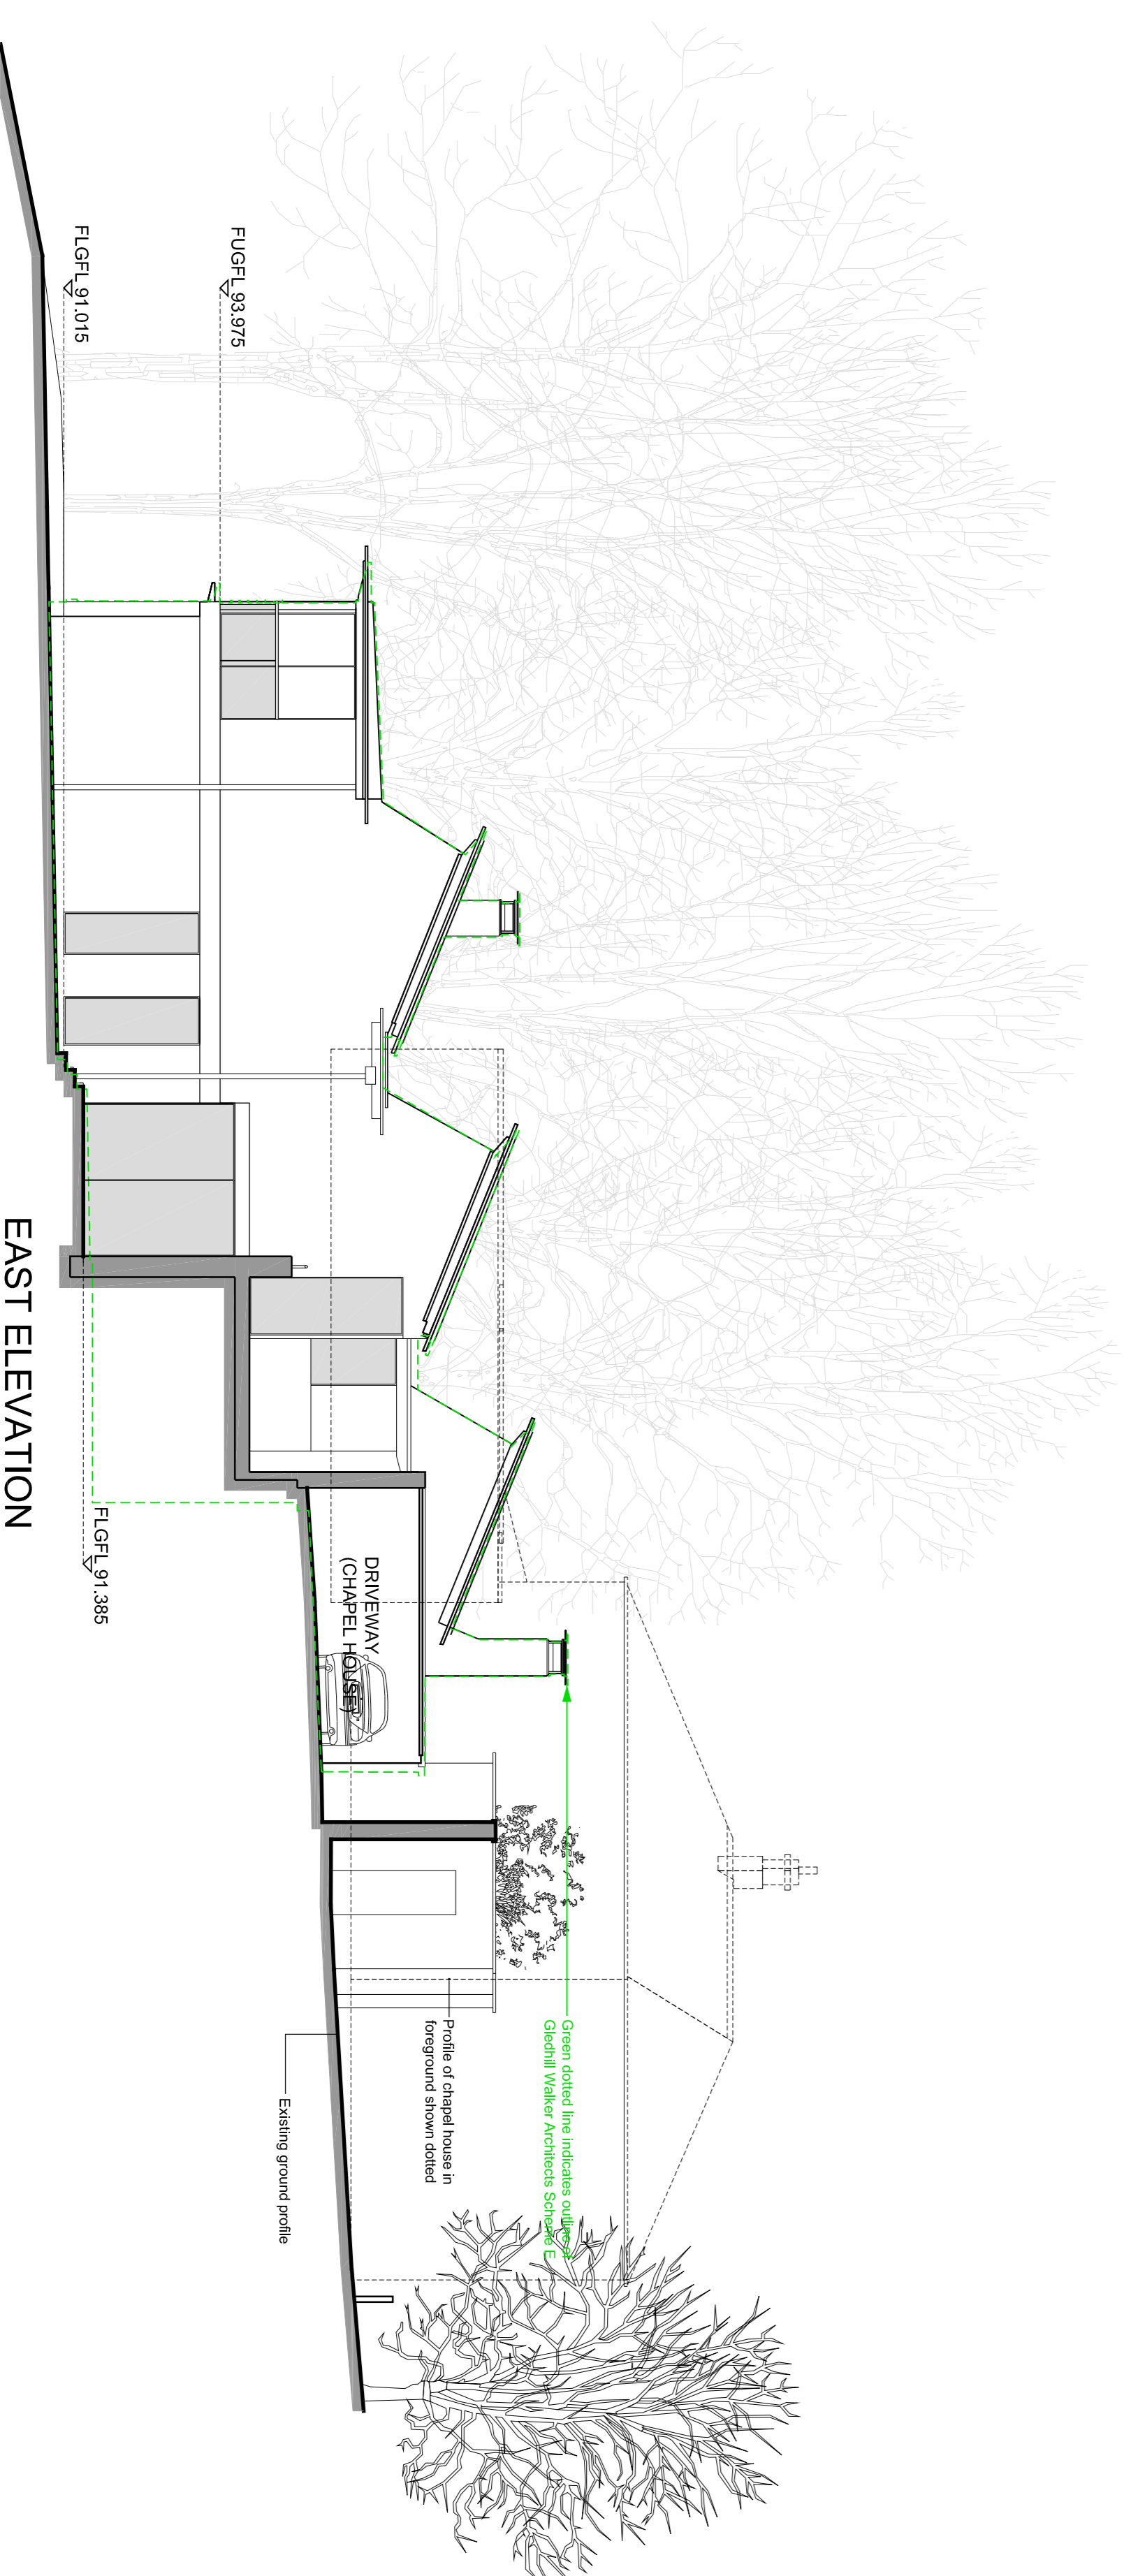 FUGFL 93.975
FLGFL 91.015
Green dotted line indicates outline of
Gledhill Walker Architects Scheme E
Profile of chapel house in
foreground shown dotted
DRIVEWAY
(CHAPEL HOUSE)
Existing ground profile
FLGFL 91.385
EAST ELEVATION